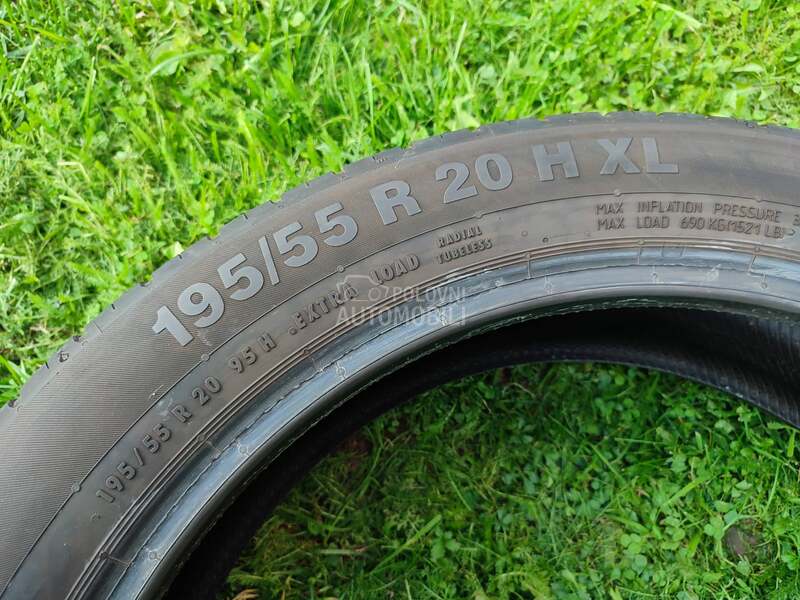 195/55 R 20 H XL
MAX INFLATION PRESSURE
MAX LOAD 690 KG (1521 LB)
195/55 R 20 95 H .EXTRA LOAD
RADIAL
TUBELESS
POLOVNI
AUTOMOBILI